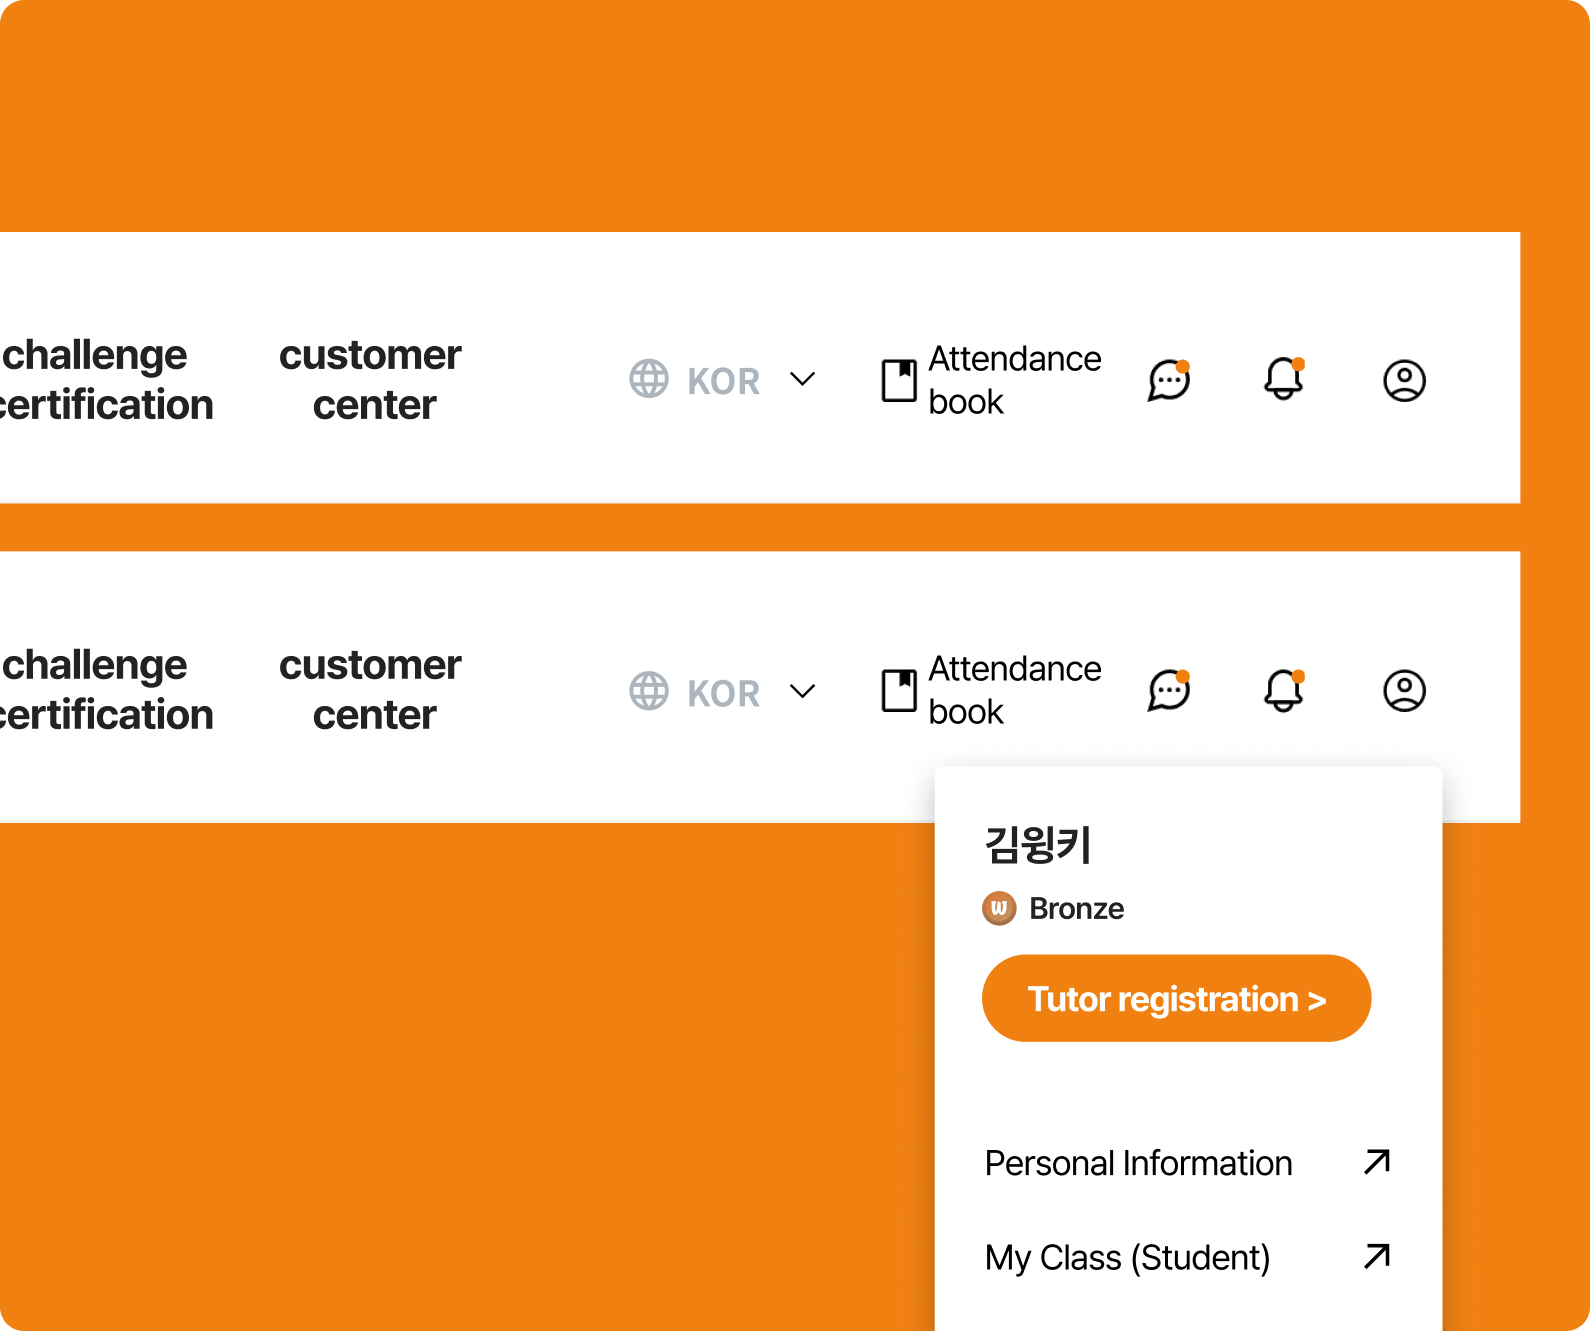 challenge
certification
customer
center
KOR
Attendance
book
challenge
certification
customer
center
KOR
Attendance
book
김윙키
W Bronze
Tutor registration >
Personal Information
My Class (Student)